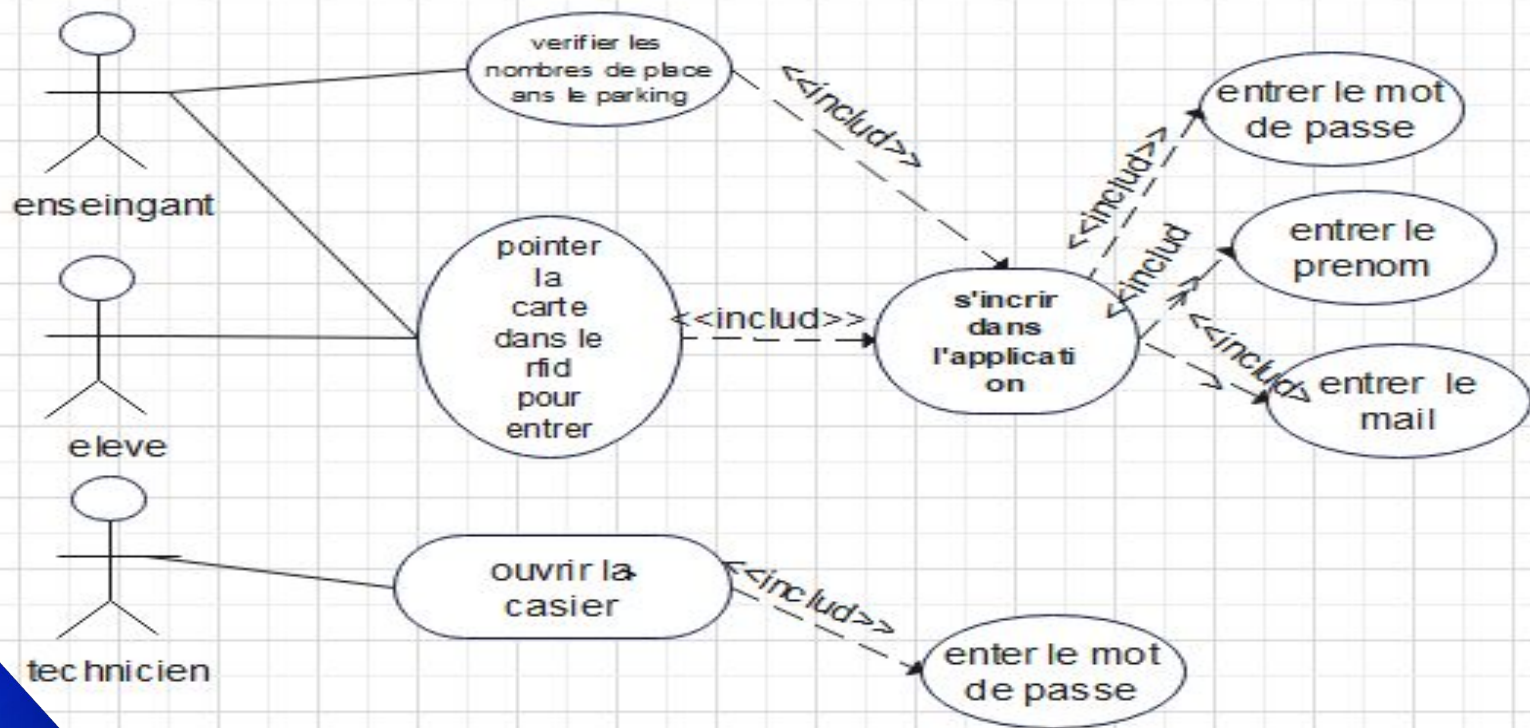 verifier les
nombres de place
ans le parking
<<includ>>
entrer le mot
de passe
<<includ>>
enseingant
entrer le
prenom
<<includ
pointer
la
carte
dans le
rfid
pour
entrer
<<includ>>
s'incrir
dans
l'applicati
on
>
<<includ>
entrer le
mail
eleve
ouvrir la
casier
<<includ>>
technicien
enter le mot
de passe